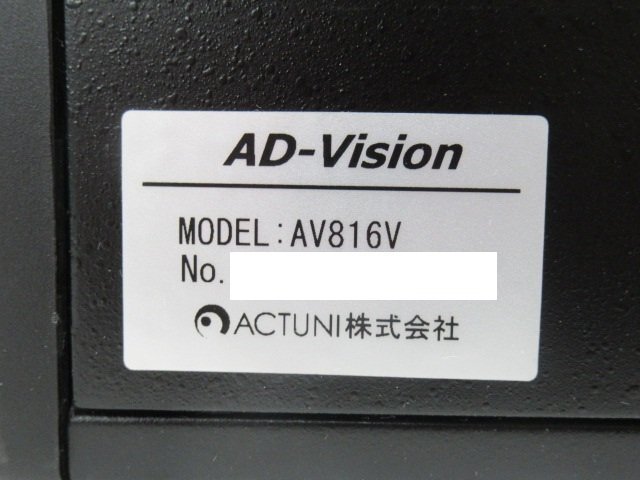 AD-Vision
MODEL:AV816V
No.
ACTUNI株式会社